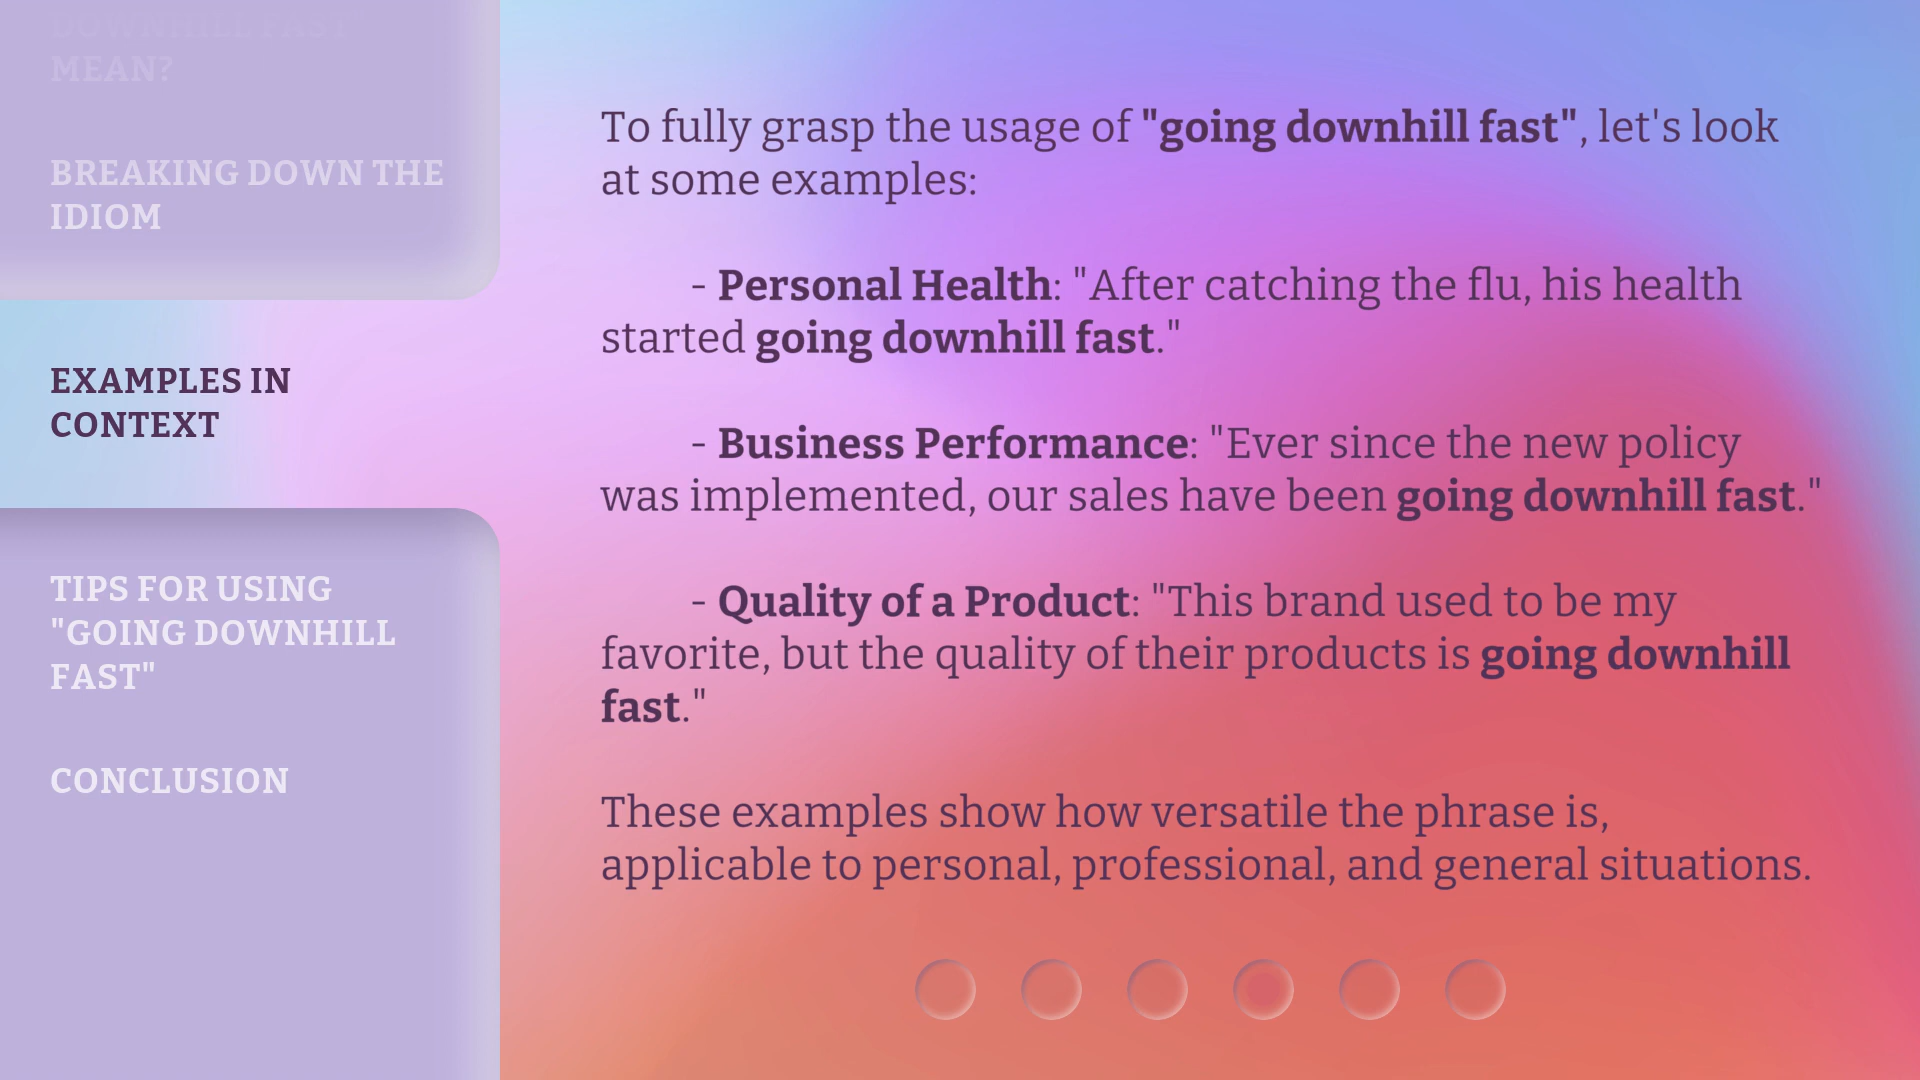 DOWNHILL FAST
MEAN?
BREAKING DOWN THE
IDIOM
EXAMPLES IN
CONTEXT
TIPS FOR USING
"GOING DOWNHILL
FAST"
CONCLUSION
To fully grasp the usage of "going downhill fast", let's look
at some examples:
- Personal Health: "After catching the flu, his health
started going downhill fast."
- Business Performance: "Ever since the new policy
was implemented, our sales have been going downhill fast."
- Quality of a Product: "This brand used to be my
favorite, but the quality of their products is going downhill
fast."
These examples show how versatile the phrase is,
applicable to personal, professional, and general situations.